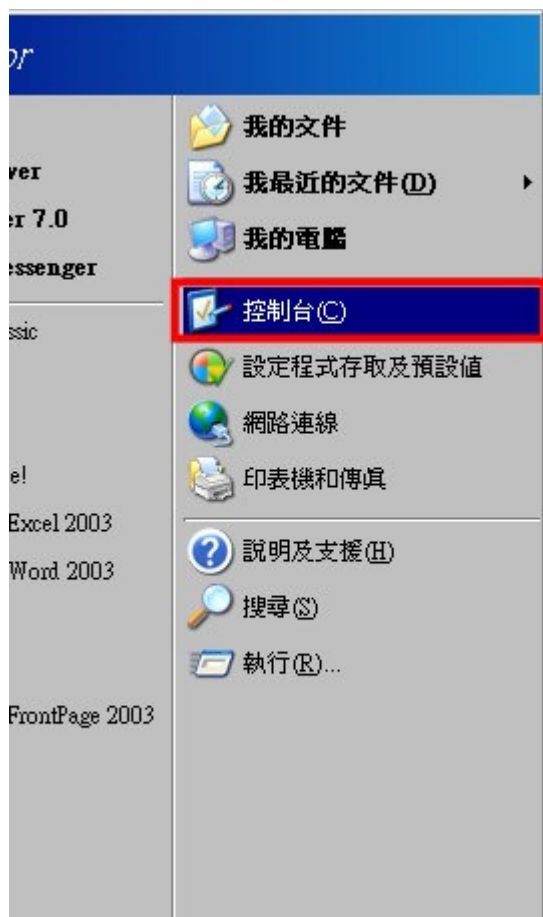 or
ver
er 7.0
essenger
ssic
e!
Excel 2003
Word 2003
FrontPage 2003
我的文件
我最近的文件(D)
我的電腦
控制台(C)
設定程式存取及預設值
網路連線
印表機和傳真
說明及支援(H)
搜尋(S)
執行(R)...